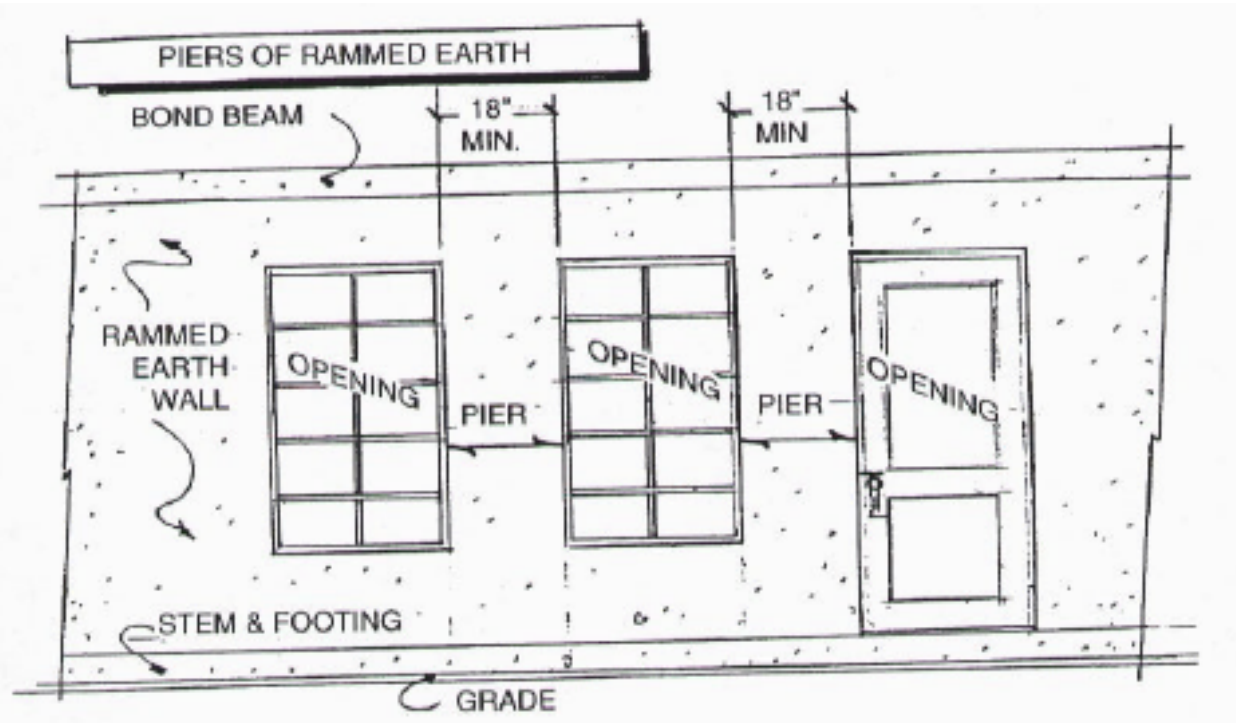 PIERS OF RAMMED EARTH
BOND BEAM
18"
MIN.
18"
MIN
RAMMED
EARTH
WALL
OPENING
OPENING
OPENING
PIER
PIER
STEM & FOOTING
GRADE